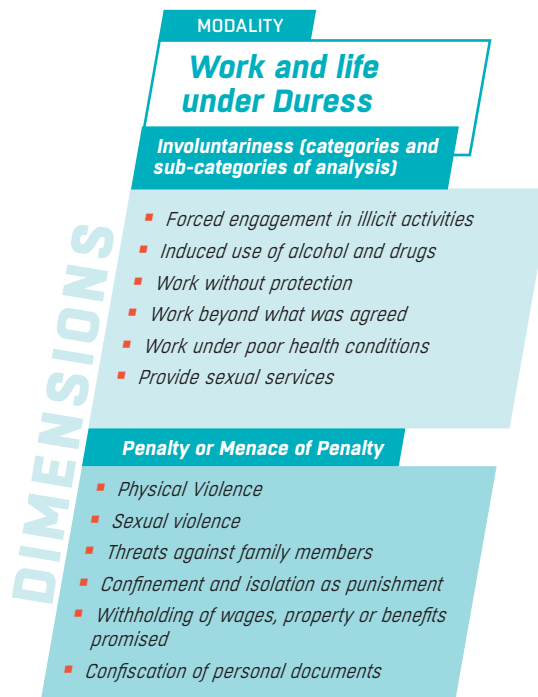 MODALITY
Work and life
under Duress
Involuntariness (categories and
sub-categories of analysis)
DIMENSIONS
▪ Forced engagement in illicit activities
▪ Induced use of alcohol and drugs
▪ Work without protection
▪ Work beyond what was agreed
▪ Work under poor health conditions
▪ Provide sexual services
Penalty or Menace of Penalty
▪ Physical Violence
▪ Sexual violence
▪ Threats against family members
▪ Confinement and isolation as punishment
▪ Withholding of wages, property or benefits
promised
▪ Confiscation of personal documents